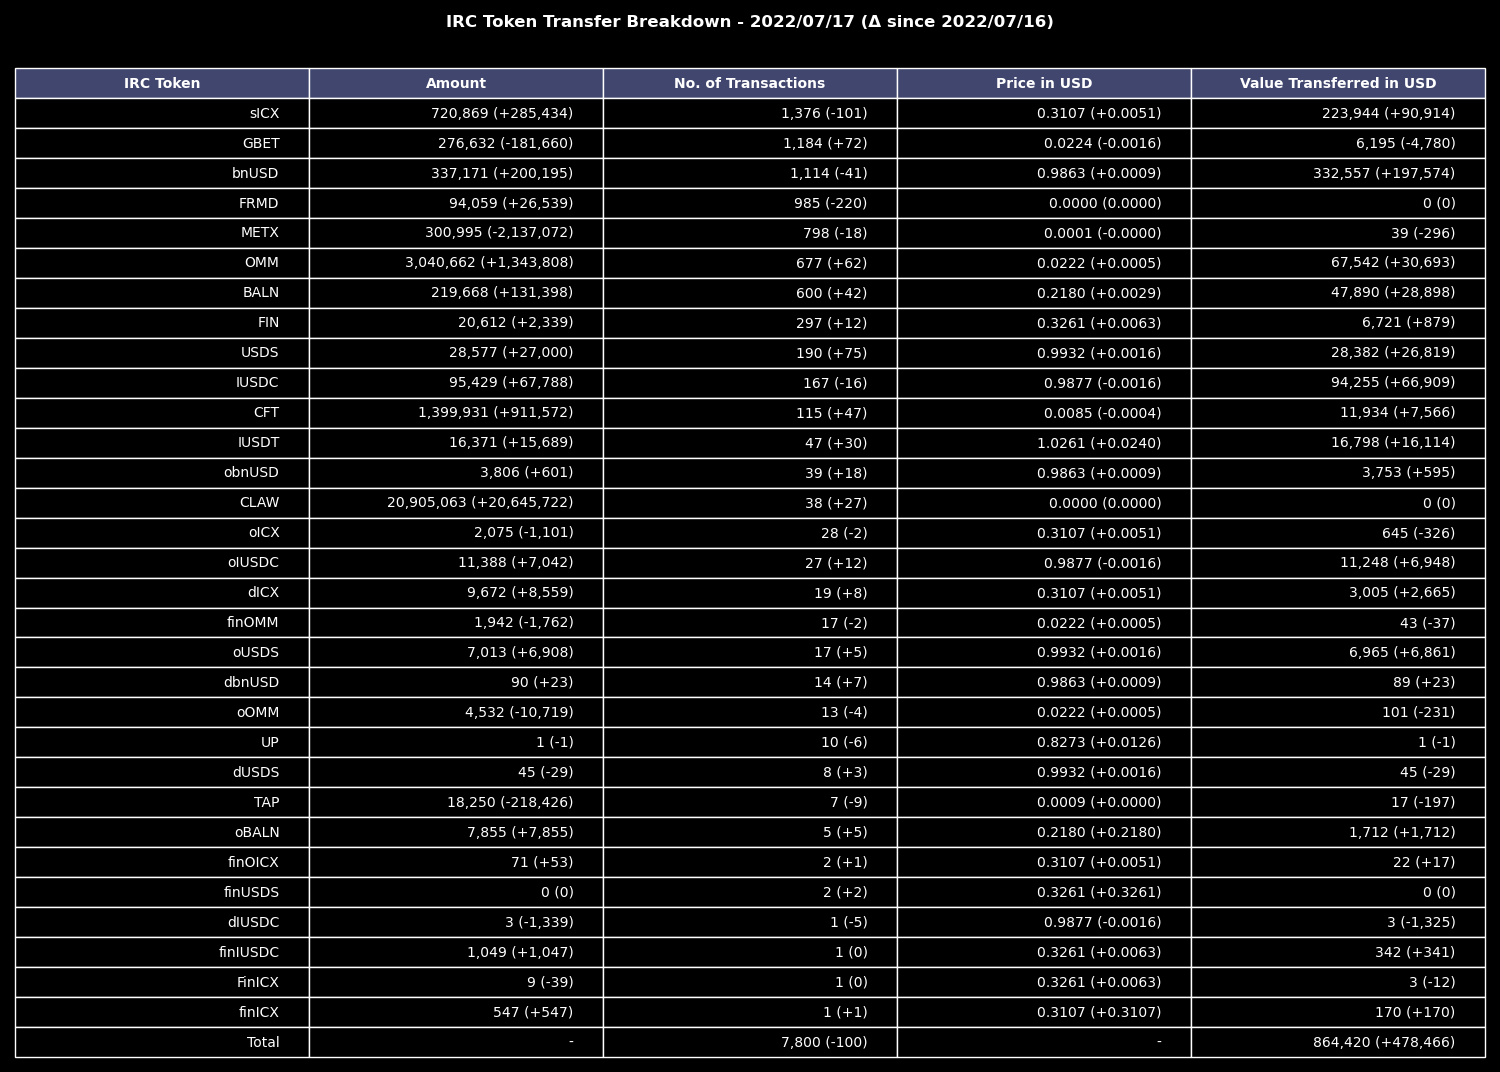 IRC Token Transfer Breakdown - 2022/07/17 (Δ since 2022/07/16)
IRC Token Amount No. of Transactions Price in USD Value Transferred in USD
sICX 720,869 (+285,434) 1,376 (-101) 0.3107 (+0.0051) 223,944 (+90,914)
GBET 276,632 (-181,660) 1,184 (+72) 0.0224 (-0.0016) 6,195 (-4,780)
bnUSD 337,171 (+200,195) 1,114 (-41) 0.9863 (+0.0009) 332,557 (+197,574)
FRMD 94,059 (+26,539) 985 (-220) 0.0000 (0.0000) 0 (0)
METX 300,995 (-2,137,072) 798 (-18) 0.0001 (-0.0000) 39 (-296)
OMM 3,040,662 (+1,343,808) 677 (+62) 0.0222 (+0.0005) 67,542 (+30,693)
BALN 219,668 (+131,398) 600 (+42) 0.2180 (+0.0029) 47,890 (+28,898)
FIN 20,612 (+2,339) 297 (+12) 0.3261 (+0.0063) 6,721 (+879)
USDS 28,577 (+27,000) 190 (+75) 0.9932 (+0.0016) 28,382 (+26,819)
IUSDC 95,429 (+67,788) 167 (-16) 0.9877 (-0.0016) 94,255 (+66,909)
CFT 1,399,931 (+911,572) 115 (+47) 0.0085 (-0.0004) 11,934 (+7,566)
IUSDT 16,371 (+15,689) 47 (+30) 1.0261 (+0.0240) 16,798 (+16,114)
obnUSD 3,806 (+601) 39 (+18) 0.9863 (+0.0009) 3,753 (+595)
CLAW 20,905,063 (+20,645,722) 38 (+27) 0.0000 (0.0000) 0 (0)
oICX 2,075 (-1,101) 28 (-2) 0.3107 (+0.0051) 645 (-326)
oIUSDC 11,388 (+7,042) 27 (+12) 0.9877 (-0.0016) 11,248 (+6,948)
dICX 9,672 (+8,559) 19 (+8) 0.3107 (+0.0051) 3,005 (+2,665)
finOMM 1,942 (-1,762) 17 (-2) 0.0222 (+0.0005) 43 (-37)
oUSDS 7,013 (+6,908) 17 (+5) 0.9932 (+0.0016) 6,965 (+6,861)
dbnUSD 90 (+23) 14 (+7) 0.9863 (+0.0009) 89 (+23)
oOMM 4,532 (-10,719) 13 (-4) 0.0222 (+0.0005) 101 (-231)
UP 1 (-1) 10 (-6) 0.8273 (+0.0126) 1 (-1)
dUSDS 45 (-29) 8 (+3) 0.9932 (+0.0016) 45 (-29)
TAP 18,250 (-218,426) 7 (-9) 0.0009 (+0.0000) 17 (-197)
oBALN 7,855 (+7,855) 5 (+5) 0.2180 (+0.2180) 1,712 (+1,712)
finOICX 71 (+53) 2 (+1) 0.3107 (+0.0051) 22 (+17)
finUSDS 0 (0) 2 (+2) 0.3261 (+0.3261) 0 (0)
dIUSDC 3 (-1,339) 1 (-5) 0.9877 (-0.0016) 3 (-1,325)
finIUSDC 1,049 (+1,047) 1 (0) 0.3261 (+0.0063) 342 (+341)
FinICX 9 (-39) 1 (0) 0.3261 (+0.0063) 3 (-12)
finICX 547 (+547) 1 (+1) 0.3107 (+0.3107) 170 (+170)
Total - 7,800 (-100) - 864,420 (+478,466)